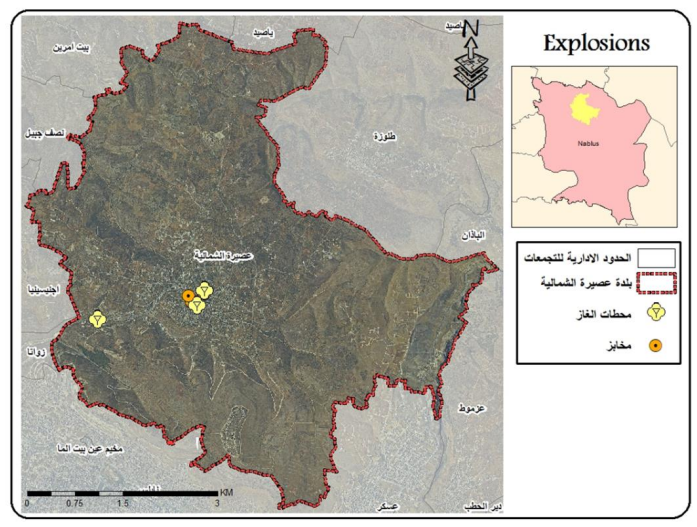 Explosions
N
ياصيد
ياصيد
بيت امرين
نصف جبيل
طلوزة
الباذان
عصيرة الشمالية
اجنسينيا
زواتا
عزموط
مخيم عين بيت الما
عسكر
دير الحطب
KM
0 0.75 1.5 3
Nablus
الحدود الادارية للتجمعات
بلدة عصيرة الشمالية
محطات الغاز
مخابز